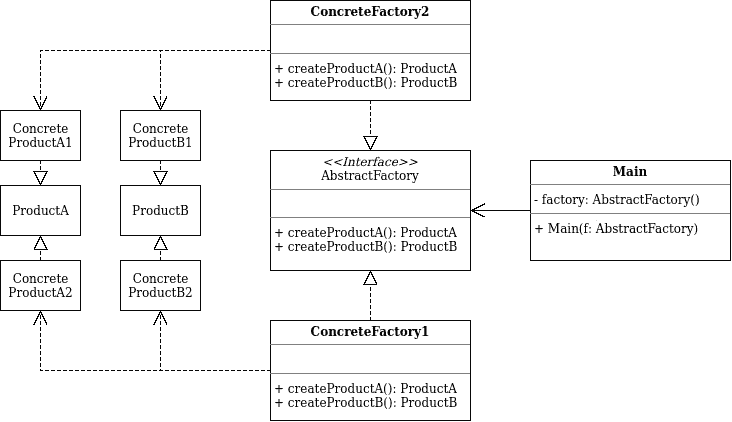 ConcreteFactory2
+ createProductA(): ProductA
+ createProductB(): ProductB
Concrete
ProductA1
Concrete
ProductB1
<<Interface>>
AbstractFactory
+ createProductA(): ProductA
+ createProductB(): ProductB
Main
- factory: AbstractFactory()
+ Main(f: AbstractFactory)
ProductA
ProductB
Concrete
ProductA2
Concrete
ProductB2
ConcreteFactory1
+ createProductA(): ProductA
+ createProductB(): ProductB